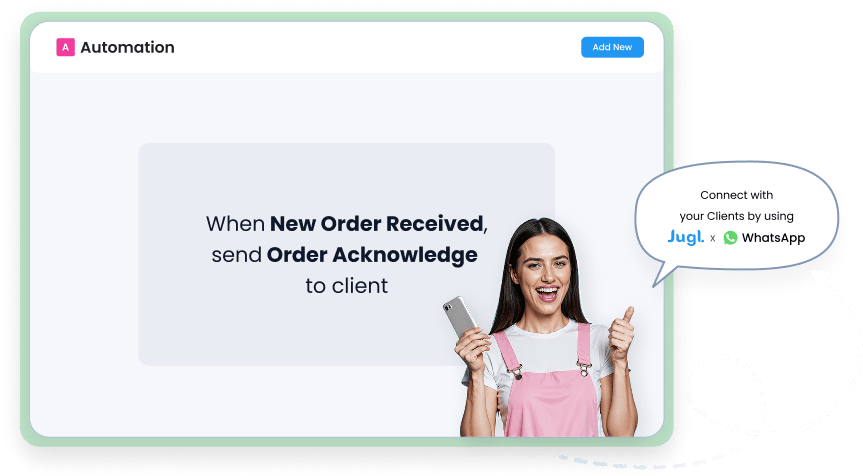 A Automation
Add New
When New Order Received,
send Order Acknowledge
to client
Connect with
your Clients by using
Jugl. x WhatsApp